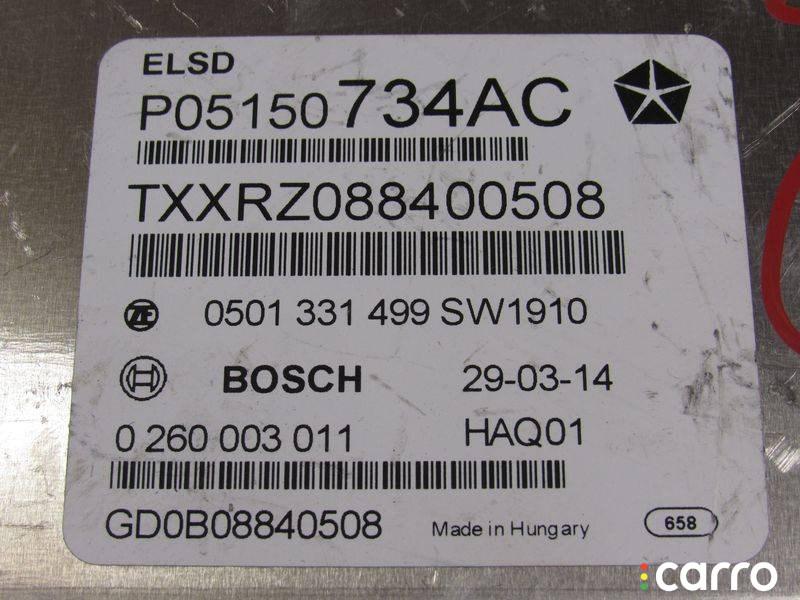 ELSD
P05150734AC
TXXRZ088400508
ZF 0501 331 499 SW1910
BOSCH 29-03-14
0 260 003 011 HAQ01
GD0B08840508 Made in Hungary 658
carro